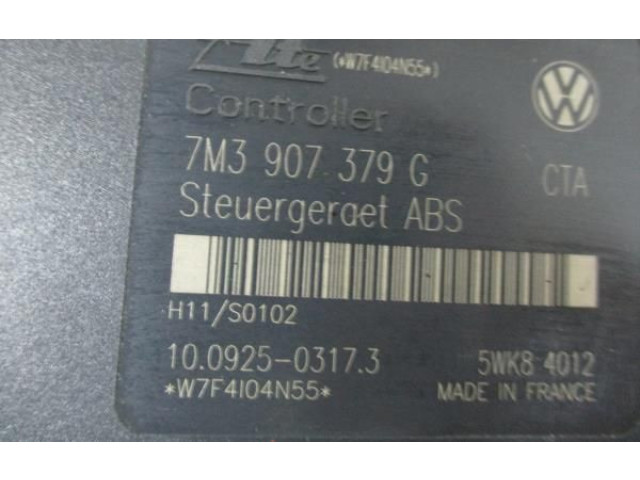 Ate (*W7F4I04N55*)
Controller
7M3 907 379 G
CTA
Steuergeraet ABS
H11/S0102
10.0925-0317.3
5WK8 4012
*W7F4I04N55*
MADE IN FRANCE